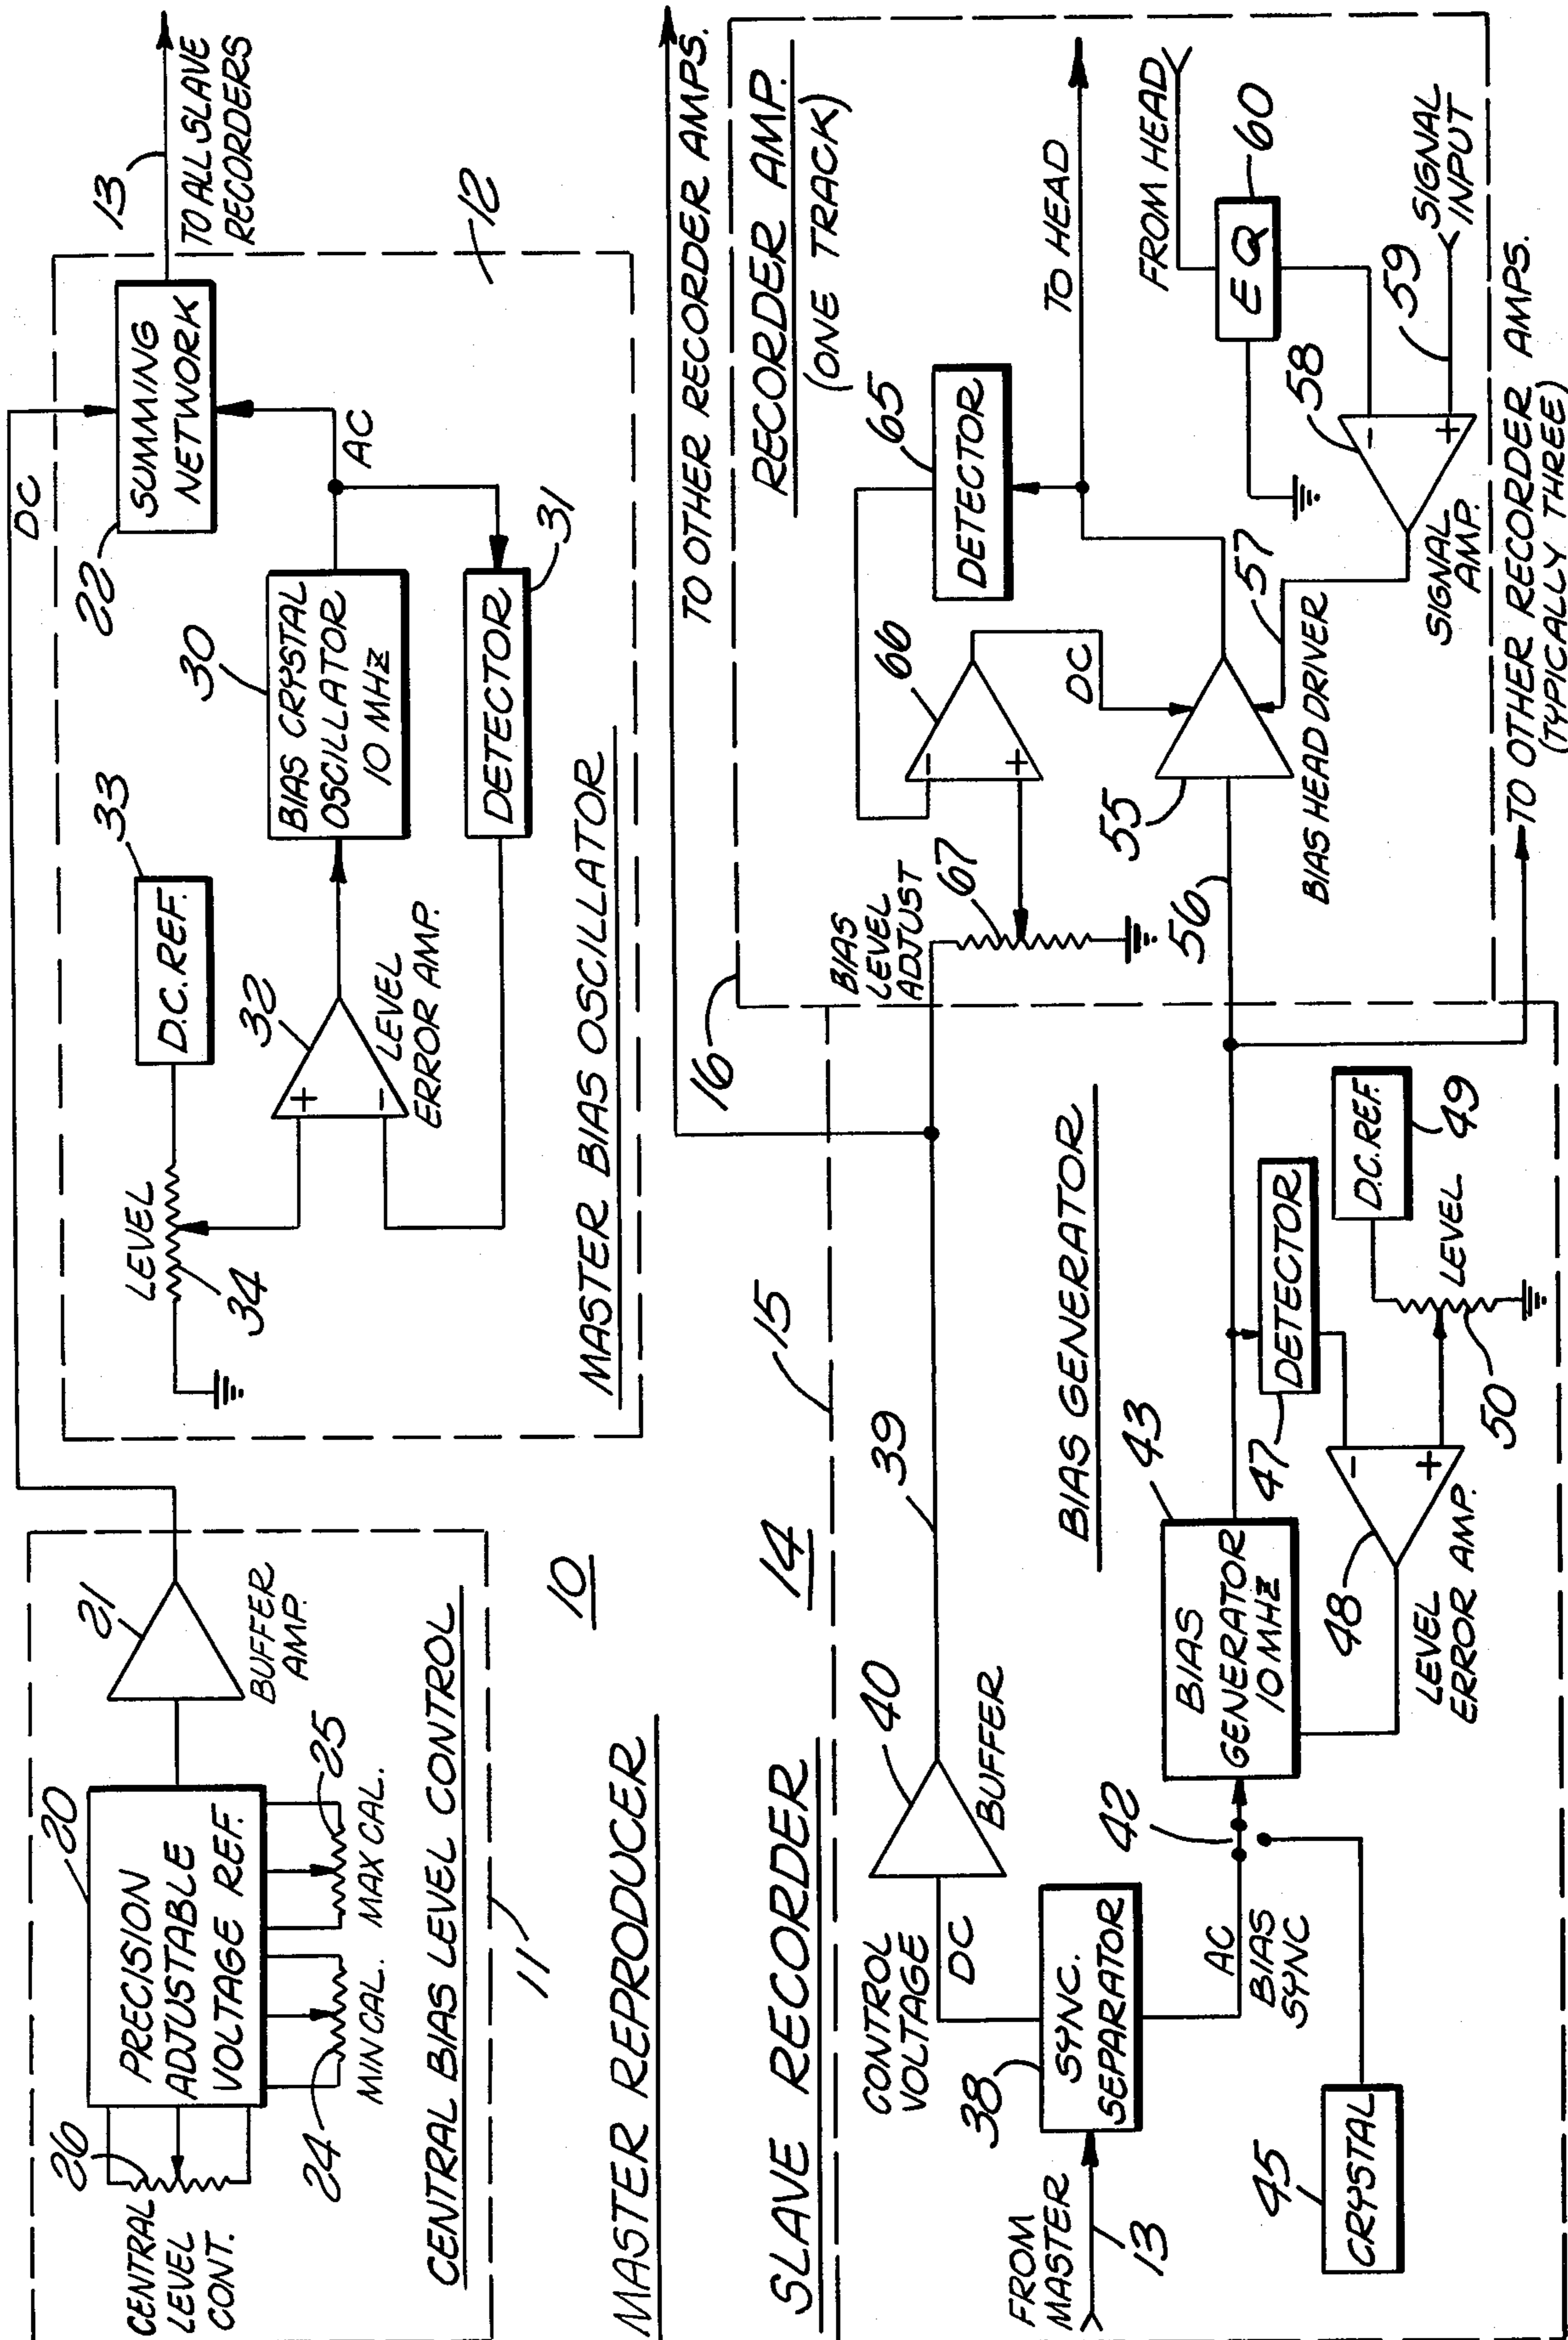 CENTRAL
LEVEL
CONT.
26
20
PRECISION
ADJUSTABLE
VOLTAGE REF.
24
25
MIN CAL.
MAX CAL.
21
BUFFER
AMP.
CENTRAL BIAS LEVEL CONTROL
11
10
MASTER REPRODUCER
DC
22
SUMMING
NETWORK
13
TO ALL SLAVE
RECORDERS
AC
12
LEVEL
34
33
D.C. REF.
32
LEVEL
ERROR AMP.
30
BIAS CRYSTAL
OSCILLATOR
10 MHZ
DETECTOR
31
MASTER BIAS OSCILLATOR
SLAVE RECORDER
14
15
16
TO OTHER RECORDER AMPS.
FROM
MASTER
13
38
SYNC.
SEPARATOR
CONTROL
VOLTAGE
DC
40
BUFFER
39
AC
BIAS
SYNC
42
45
CRYSTAL
BIAS
GENERATOR
10 MHZ
43
47
DETECTOR
48
LEVEL
ERROR AMP.
D.C. REF.
49
LEVEL
50
BIAS GENERATOR
RECORDER AMP.
(ONE TRACK)
BIAS
LEVEL
ADJUST
67
66
65
DETECTOR
DC
TO HEAD
55
56
BIAS HEAD DRIVER
57
FROM HEAD
EQ
60
58
SIGNAL
AMP.
59
SIGNAL
INPUT
TO OTHER RECORDER AMPS.
(TYPICALLY THREE)